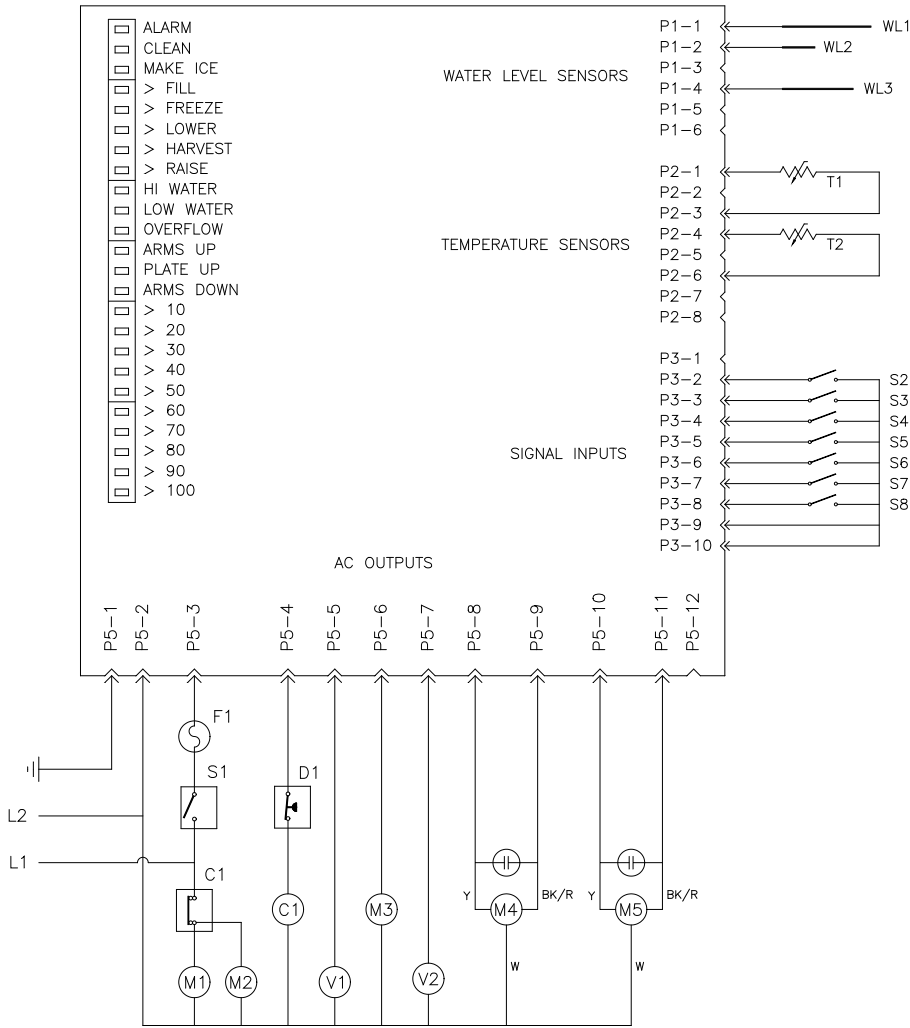 ALARM
CLEAN
MAKE ICE
> FILL
> FREEZE
> LOWER
> HARVEST
> RAISE
HI WATER
LOW WATER
OVERFLOW
ARMS UP
PLATE UP
ARMS DOWN
> 10
> 20
> 30
> 40
> 50
> 60
> 70
> 80
> 90
> 100
WATER LEVEL SENSORS
P1-1 WL1
P1-2 WL2
P1-3
P1-4 WL3
P1-5
P1-6
TEMPERATURE SENSORS
P2-1 T1
P2-2
P2-3
P2-4 T2
P2-5
P2-6
P2-7
P2-8
SIGNAL INPUTS
P3-1
P3-2 S2
P3-3 S3
P3-4 S4
P3-5 S5
P3-6 S6
P3-7 S7
P3-8 S8
P3-9
P3-10
AC OUTPUTS
P5-1 P5-2 P5-3 P5-4 P5-5 P5-6 P5-7 P5-8 P5-9 P5-10 P5-11 P5-12
F1
S1 D1
L2
L1
C1
Y BK/R Y BK/R
C1 M3 M4 M5
W W
M1 M2 V1 V2